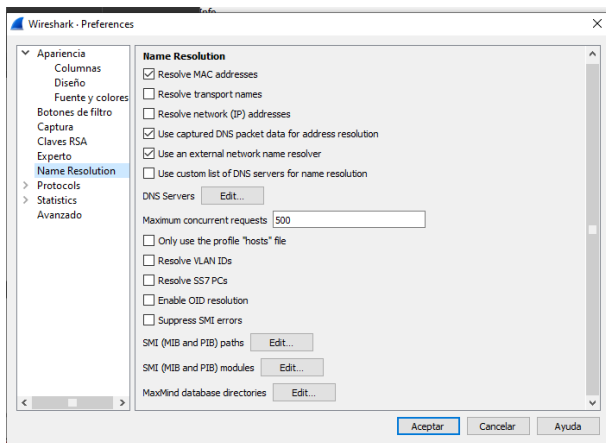 Wireshark · Preferences
Apariencia
Columnas
Diseño
Fuente y colores
Botones de filtro
Captura
Claves RSA
Experto
Name Resolution
Protocols
Statistics
Avanzado
Name Resolution
Resolve MAC addresses
Resolve transport names
Resolve network (IP) addresses
Use captured DNS packet data for address resolution
Use an external network name resolver
Use custom list of DNS servers for name resolution
DNS Servers Edit...
Maximum concurrent requests 500
Only use the profile "hosts" file
Resolve VLAN IDs
Resolve SS7 PCs
Enable OID resolution
Suppress SMI errors
SMI (MIB and PIB) paths Edit...
SMI (MIB and PIB) modules Edit...
MaxMind database directories Edit...
Aceptar Cancelar Ayuda